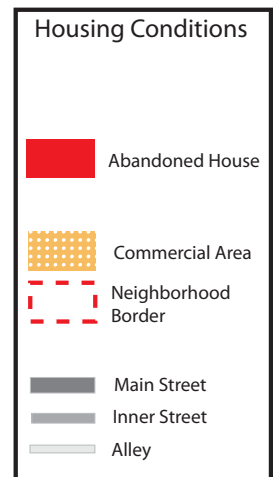 Housing Conditions
Abandoned House
Commercial Area
Neighborhood
Border
Main Street
Inner Street
Alley